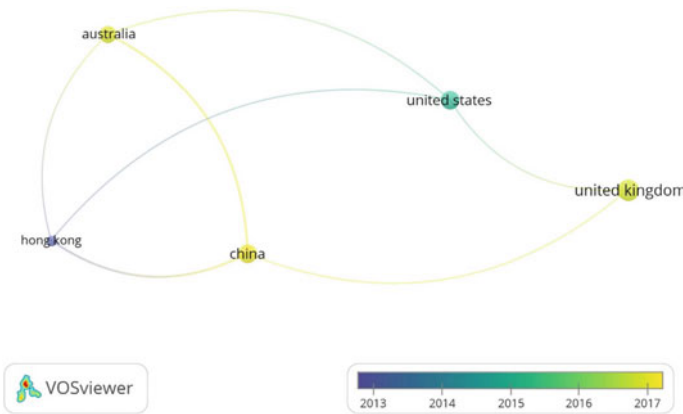 australia
united states
united kingdom
hong kong
china
VOSviewer
2013 2014 2015 2016 2017